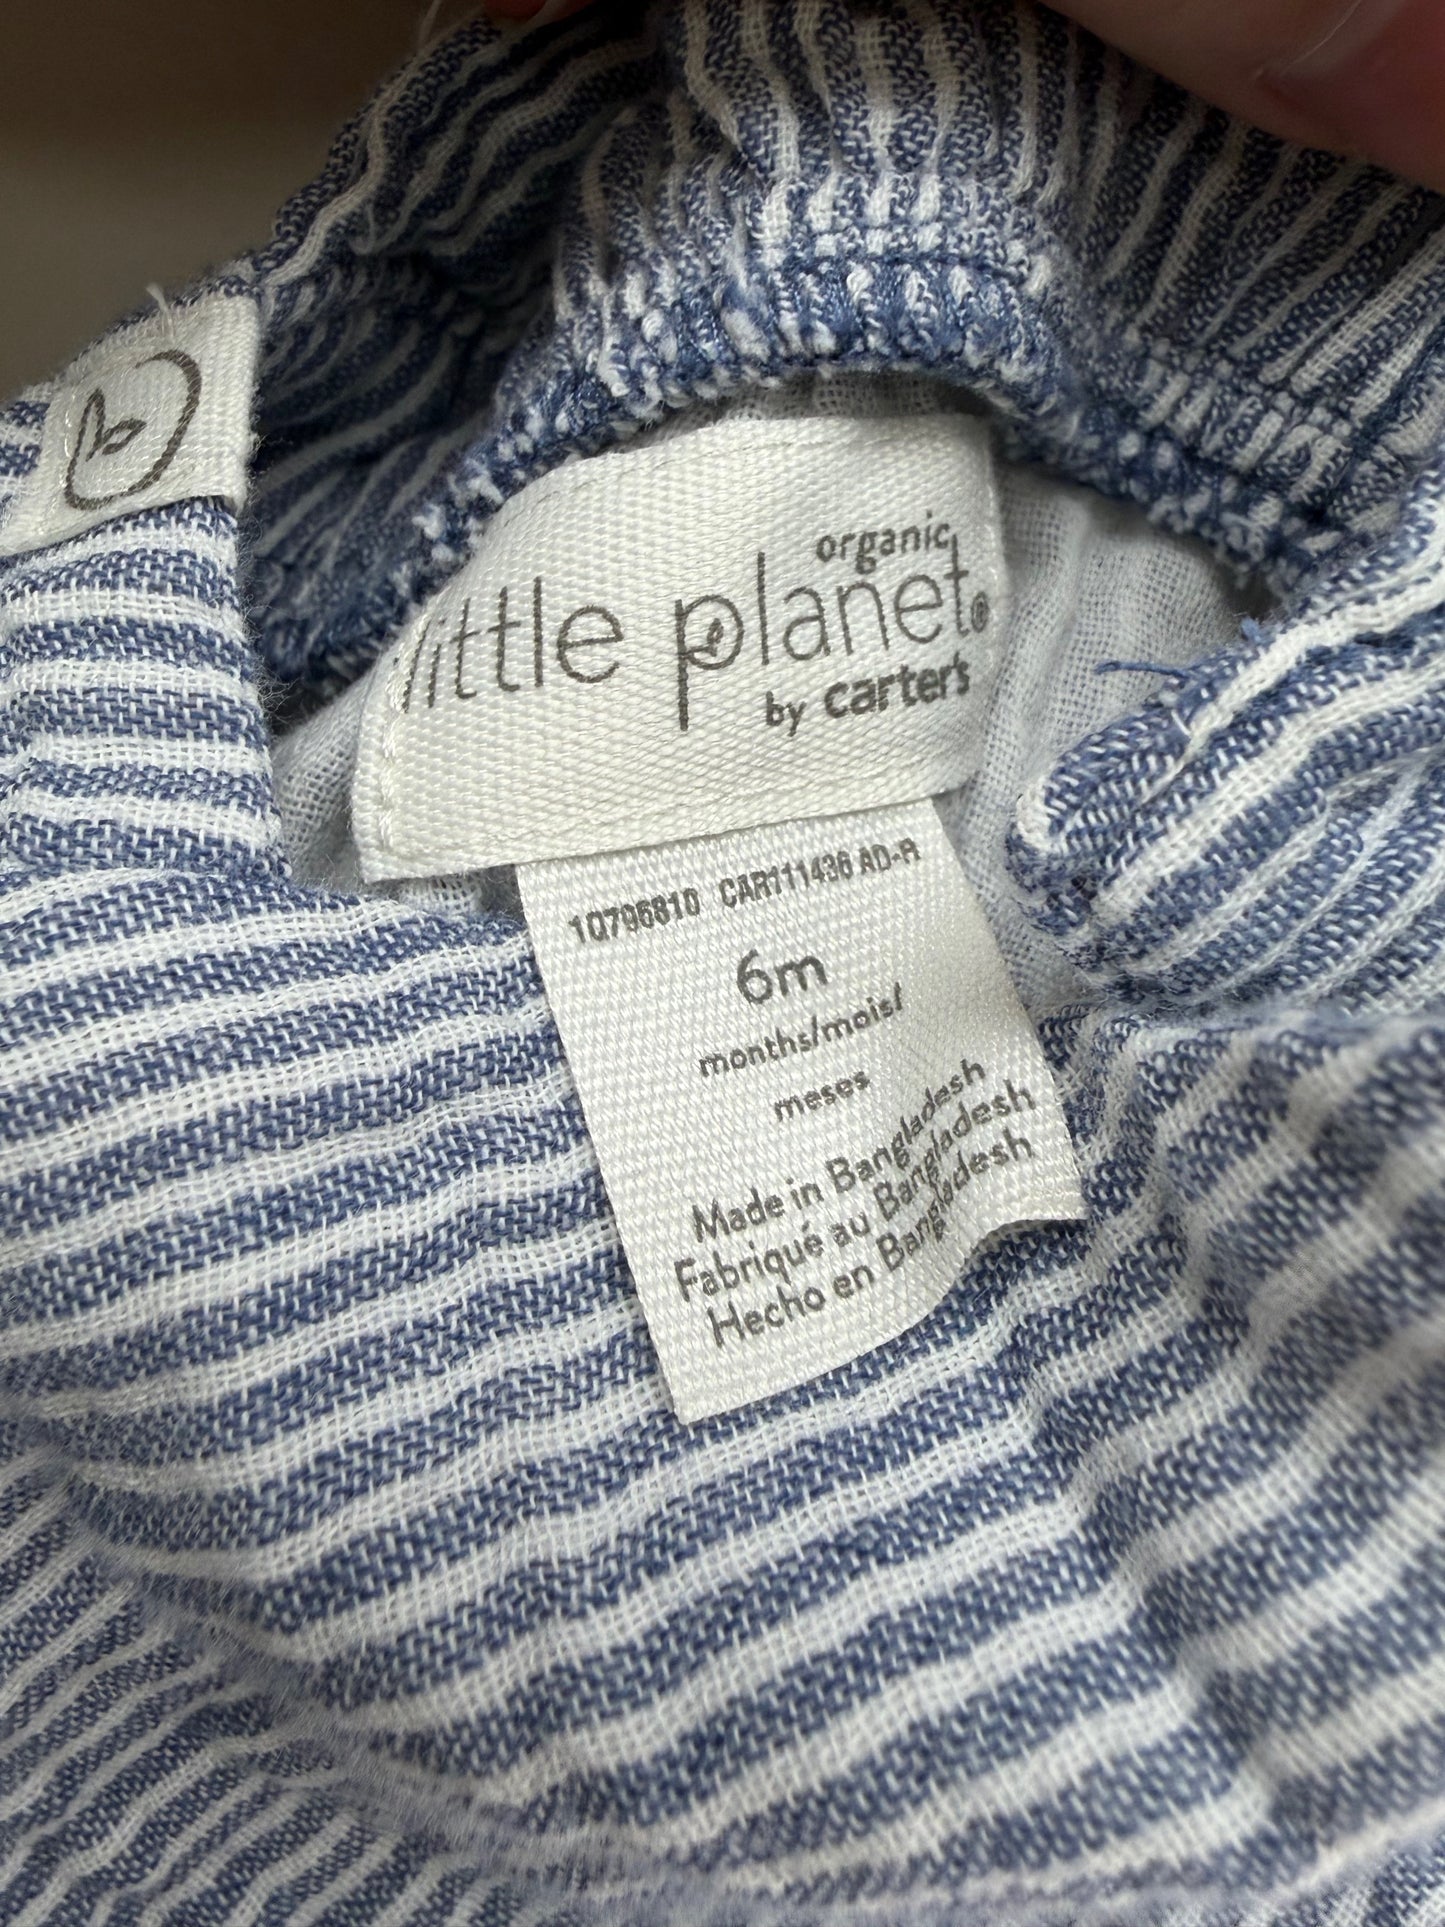 organic
little planet®
by carter's
10796810 CAR111436 AD-R
6m
months/mois/
meses
Made in Bangladesh
Fabriqué au Bangladesh
Hecho en Bangladesh